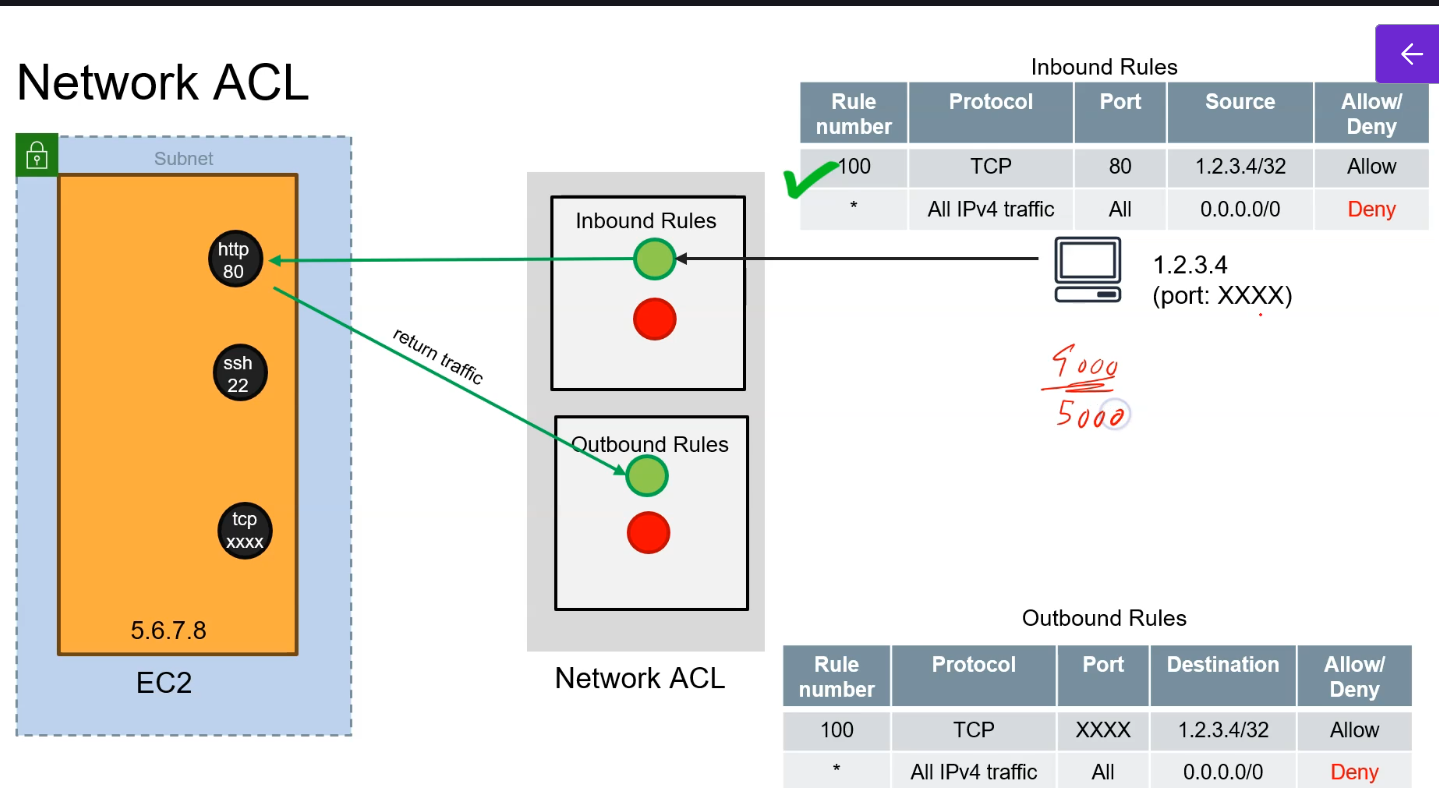 Network ACL
Subnet
http
80
ssh
22
tcp
xxxx
5.6.7.8
EC2
return traffic
Inbound Rules
Outbound Rules
Network ACL
Inbound Rules
Rule number Protocol Port Source Allow/ Deny
100 TCP 80 1.2.3.4/32 Allow
* All IPv4 traffic All 0.0.0.0/0 Deny
1.2.3.4
(port: XXXX)
9000
5000
Outbound Rules
Rule number Protocol Port Destination Allow/ Deny
100 TCP XXXX 1.2.3.4/32 Allow
* All IPv4 traffic All 0.0.0.0/0 Deny